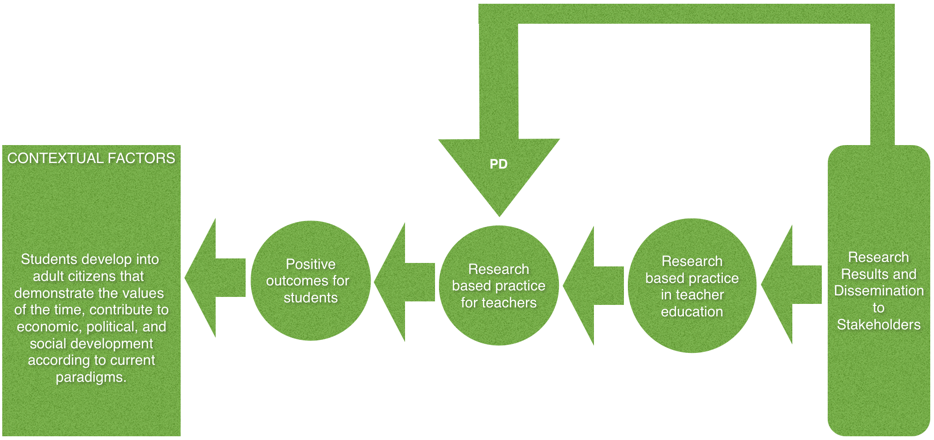 PD
CONTEXTUAL FACTORS
Students develop into
adult citizens that
demonstrate the values
of the time, contribute to
economic, political, and
social development
according to current
paradigms.
Positive
outcomes for
students
Research
based practice
for teachers
Research
based practice
in teacher
education
Research
Results and
Dissemination
to
Stakeholders